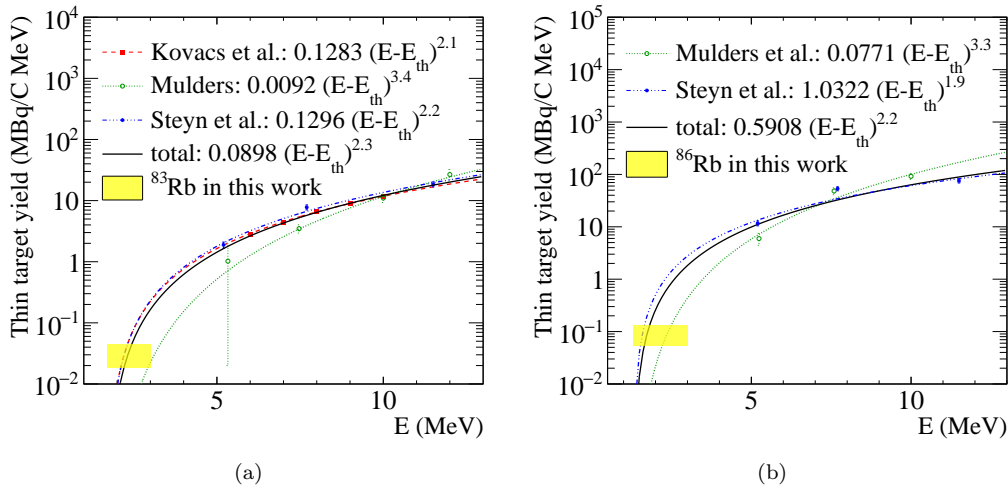 Thin target yield (MBq/C MeV)
10^4
10^3
10^2
10
1
10^-1
10^-2
Kovacs et al.: 0.1283 (E-E_th)^2.1
Mulders: 0.0092 (E-E_th)^3.4
Steyn et al.: 0.1296 (E-E_th)^2.2
total: 0.0898 (E-E_th)^2.3
^83Rb in this work
5 10
E (MeV)
(a)
Thin target yield (MBq/C MeV)
10^5
10^4
10^3
10^2
10
1
10^-1
10^-2
Mulders et al.: 0.0771 (E-E_th)^3.3
Steyn et al.: 1.0322 (E-E_th)^1.9
total: 0.5908 (E-E_th)^2.2
^86Rb in this work
5 10
E (MeV)
(b)